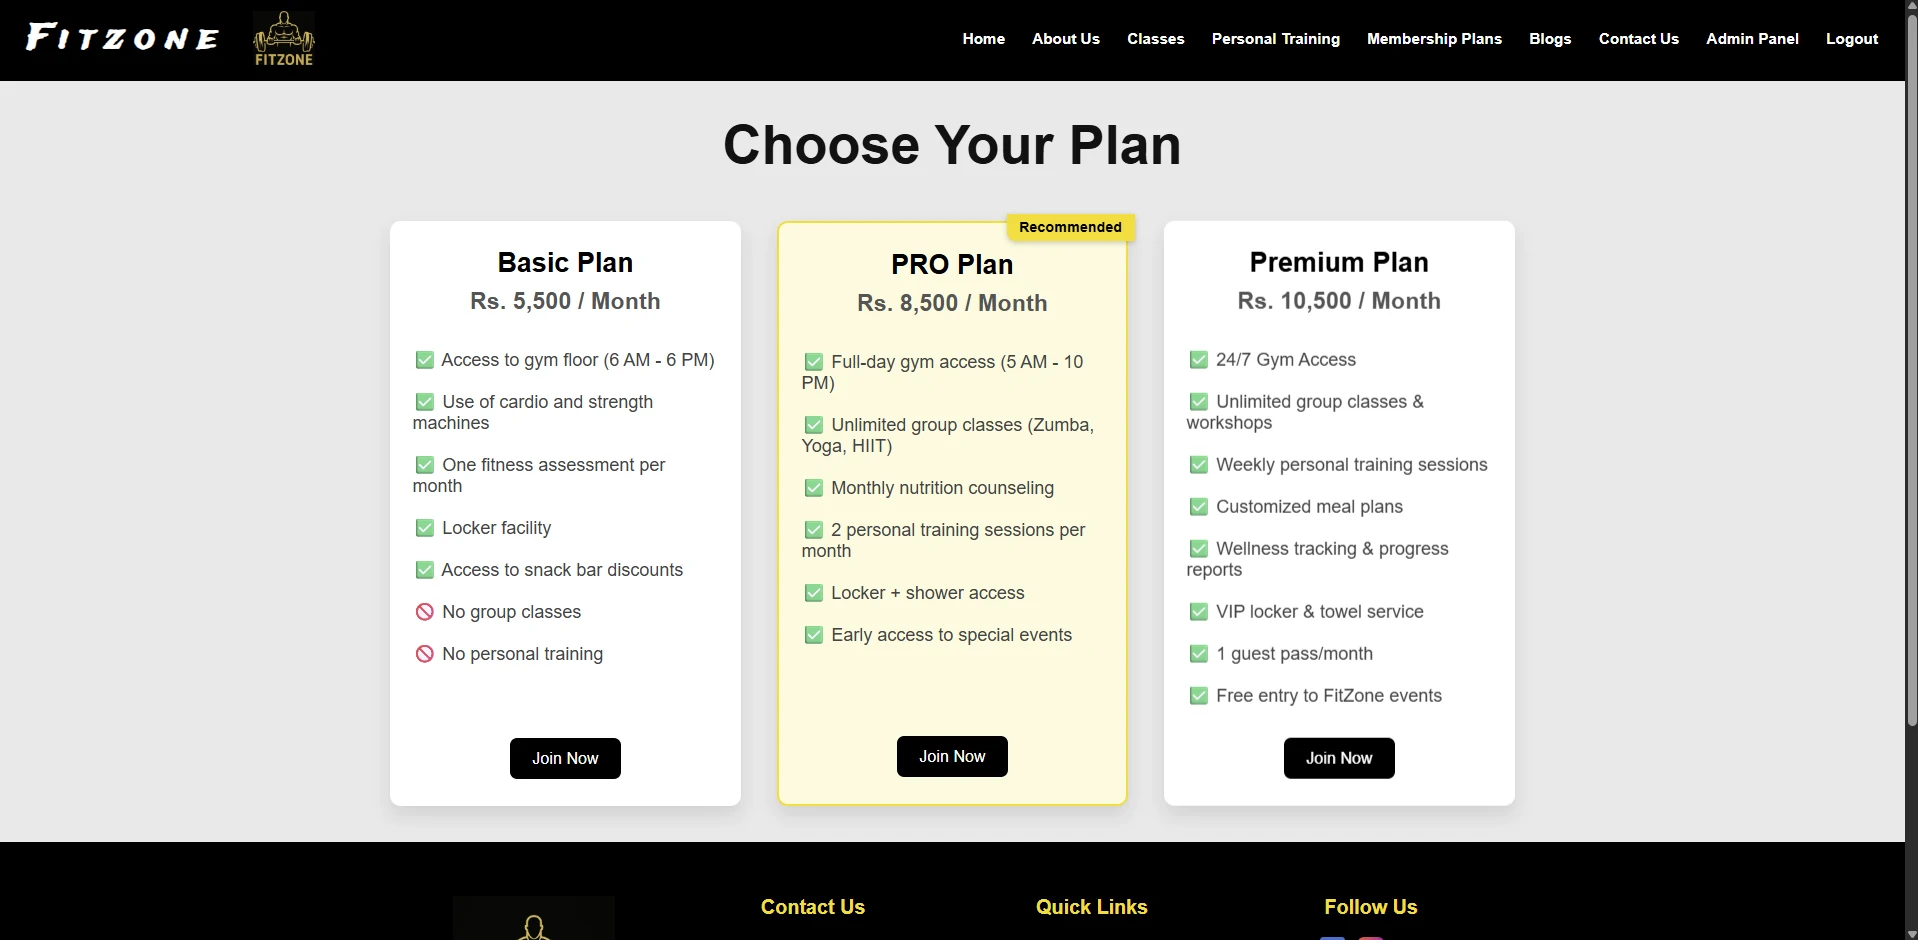 FITZONE
FITZONE
Home About Us Classes Personal Training Membership Plans Blogs Contact Us Admin Panel Logout
Choose Your Plan
Basic Plan
Rs. 5,500 / Month
✅ Access to gym floor (6 AM - 6 PM)
✅ Use of cardio and strength
machines
✅ One fitness assessment per
month
✅ Locker facility
✅ Access to snack bar discounts
🚫 No group classes
🚫 No personal training
Join Now
Recommended
PRO Plan
Rs. 8,500 / Month
✅ Full-day gym access (5 AM - 10
PM)
✅ Unlimited group classes (Zumba,
Yoga, HIIT)
✅ Monthly nutrition counseling
✅ 2 personal training sessions per
month
✅ Locker + shower access
✅ Early access to special events
Join Now
Premium Plan
Rs. 10,500 / Month
✅ 24/7 Gym Access
✅ Unlimited group classes &
workshops
✅ Weekly personal training sessions
✅ Customized meal plans
✅ Wellness tracking & progress
reports
✅ VIP locker & towel service
✅ 1 guest pass/month
✅ Free entry to FitZone events
Join Now
Contact Us
Quick Links
Follow Us